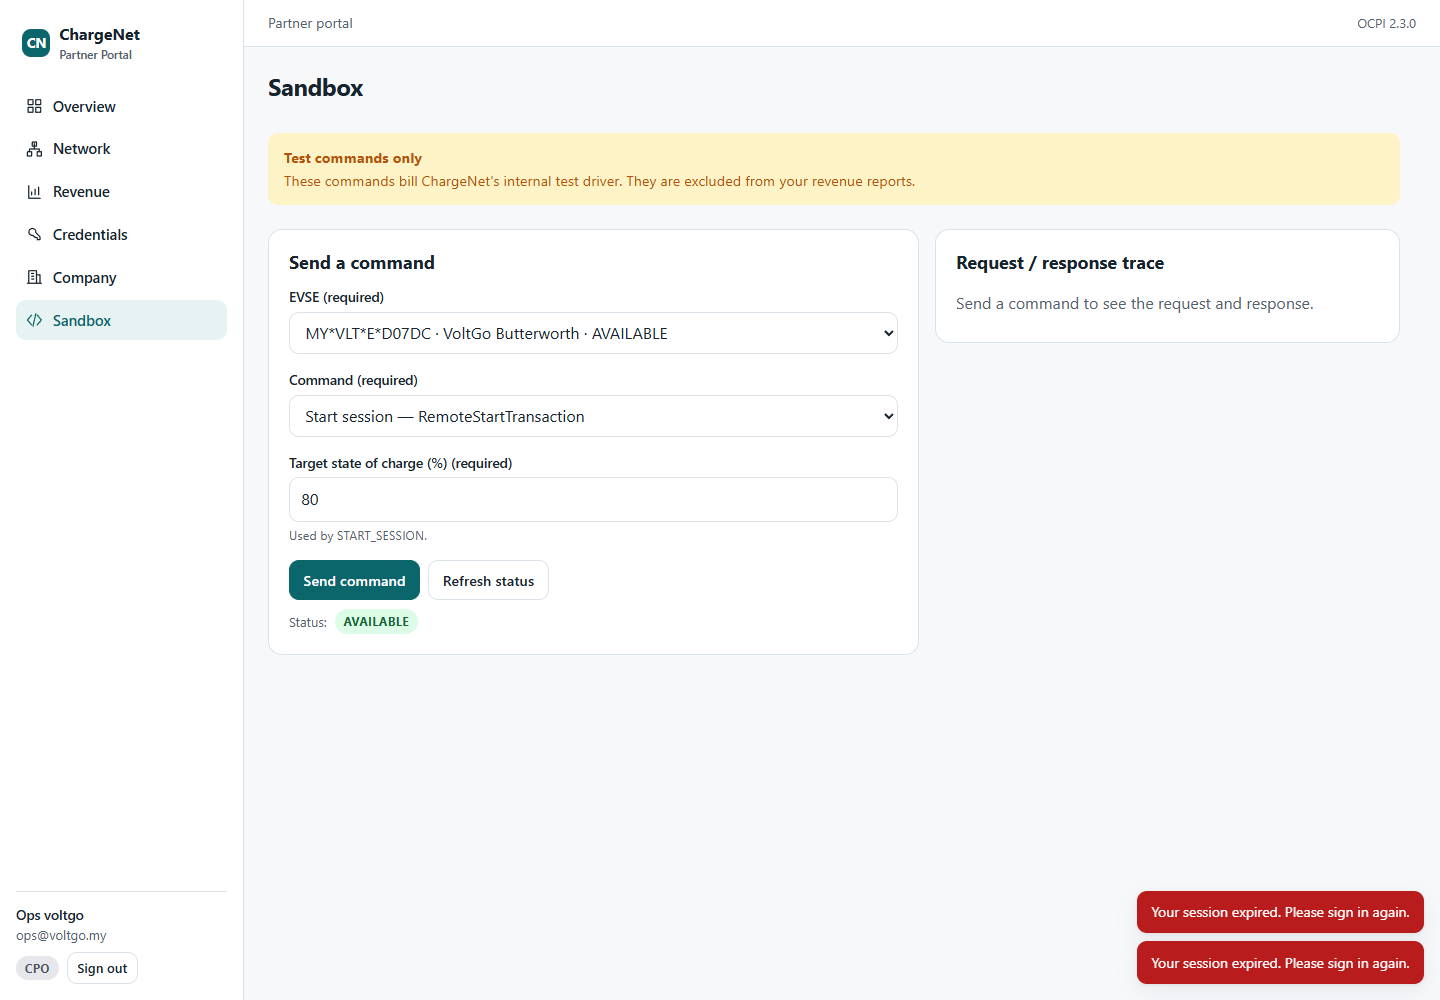 CN
ChargeNet
Partner Portal
Overview
Network
Revenue
Credentials
Company
Sandbox
Ops voltgo
ops@voltgo.my
CPO
Sign out
Partner portal
OCPI 2.3.0
Sandbox
Test commands only
These commands bill ChargeNet's internal test driver. They are excluded from your revenue reports.
Send a command
EVSE (required)
MY*VLT*E*D07DC · VoltGo Butterworth · AVAILABLE
Command (required)
Start session — RemoteStartTransaction
Target state of charge (%) (required)
80
Used by START_SESSION.
Send command
Refresh status
Status: AVAILABLE
Request / response trace
Send a command to see the request and response.
Your session expired. Please sign in again.
Your session expired. Please sign in again.